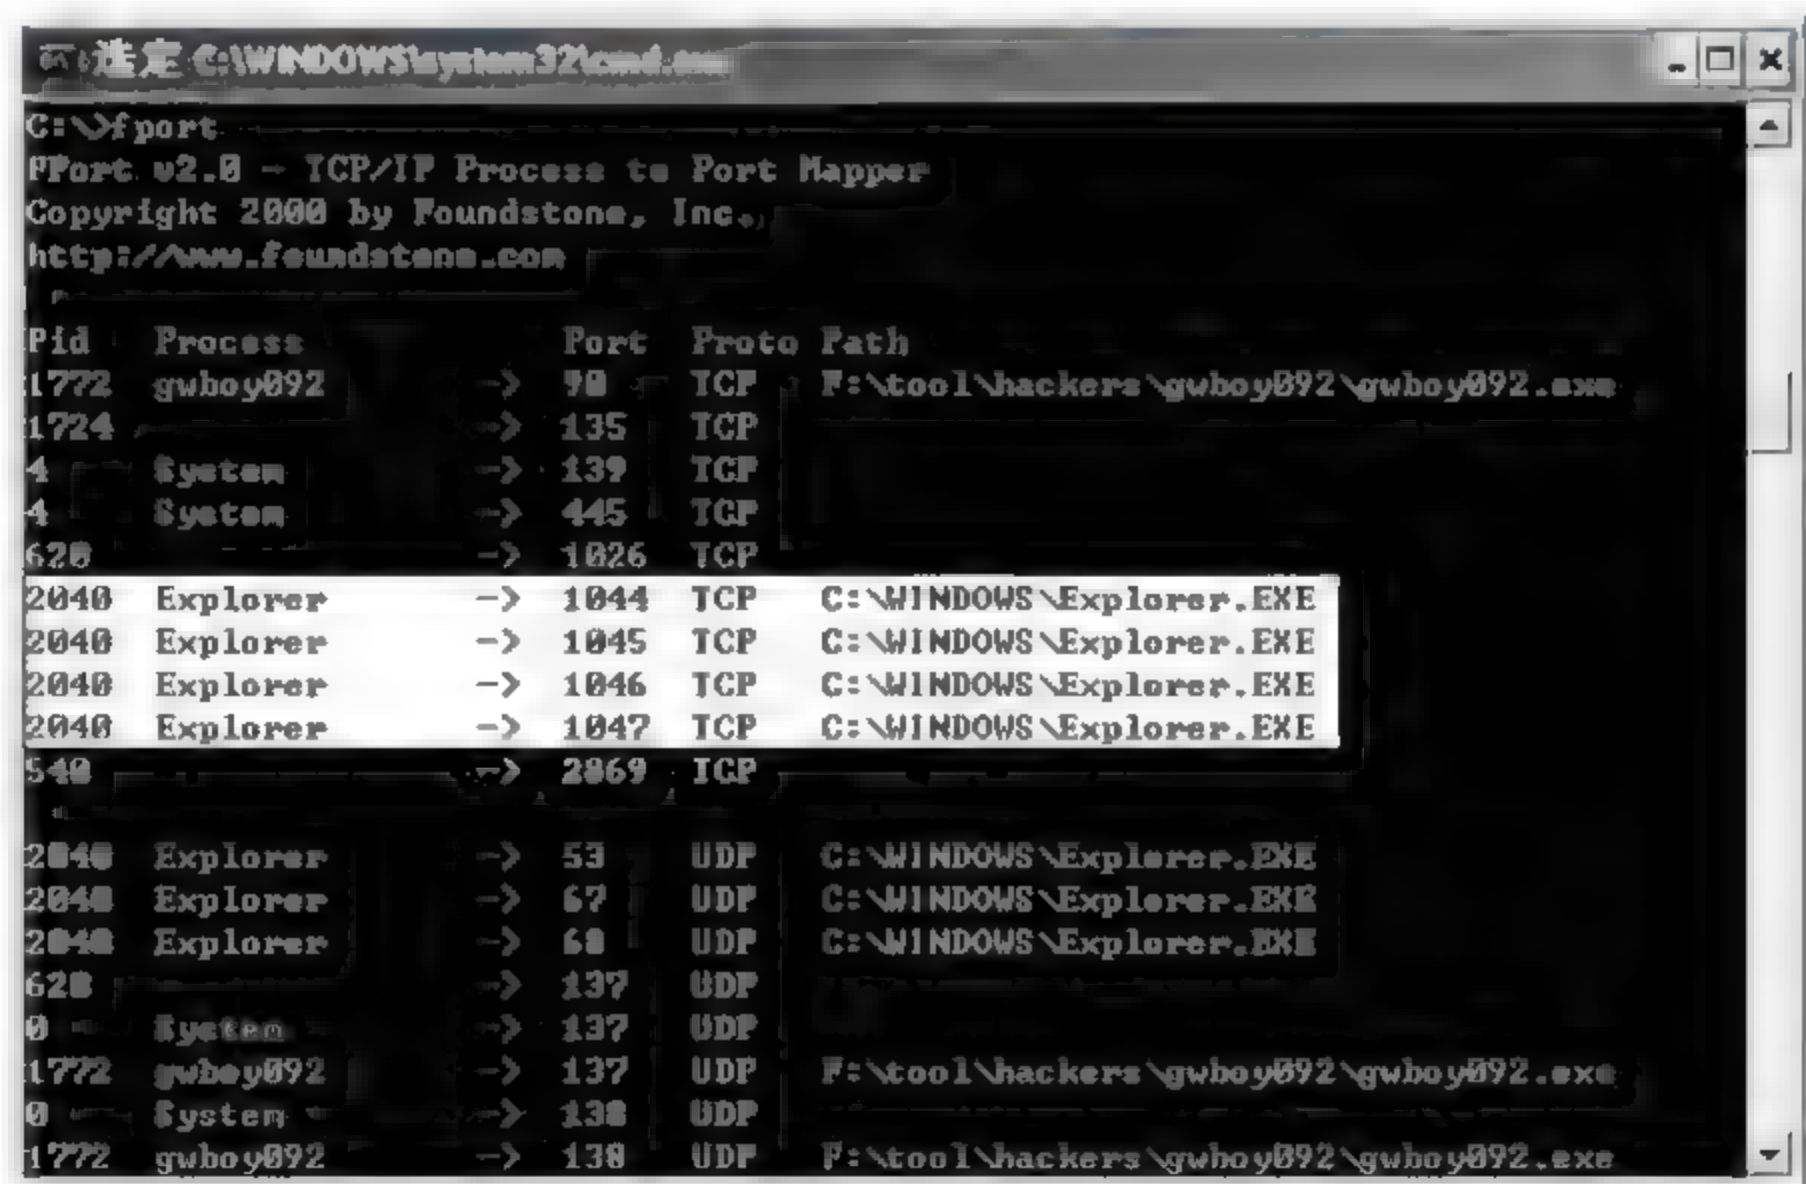 选定 C:\WINDOWS\system32\cmd.exe
C:\>fport
FPort v2.0 - TCP/IP Process to Port Mapper
Copyright 2000 by Foundstone, Inc.
http://www.foundstone.com
Pid Process Port Proto Path
1772 gwboy092 -> 90 TCP F:\tool\hackers\gwboy092\gwboy092.exe
1724 -> 135 TCP
4 System -> 139 TCP
4 System -> 445 TCP
620 -> 1026 TCP
2040 Explorer -> 1044 TCP C:\WINDOWS\Explorer.EXE
2040 Explorer -> 1045 TCP C:\WINDOWS\Explorer.EXE
2040 Explorer -> 1046 TCP C:\WINDOWS\Explorer.EXE
2040 Explorer -> 1047 TCP C:\WINDOWS\Explorer.EXE
540 -> 2869 TCP
2040 Explorer -> 53 UDP C:\WINDOWS\Explorer.EXE
2040 Explorer -> 67 UDP C:\WINDOWS\Explorer.EXE
2040 Explorer -> 68 UDP C:\WINDOWS\Explorer.EXE
620 -> 137 UDP
0 System -> 137 UDP
1772 gwboy092 -> 137 UDP F:\tool\hackers\gwboy092\gwboy092.exe
0 System -> 138 UDP
1772 gwboy092 -> 138 UDP F:\tool\hackers\gwboy092\gwboy092.exe